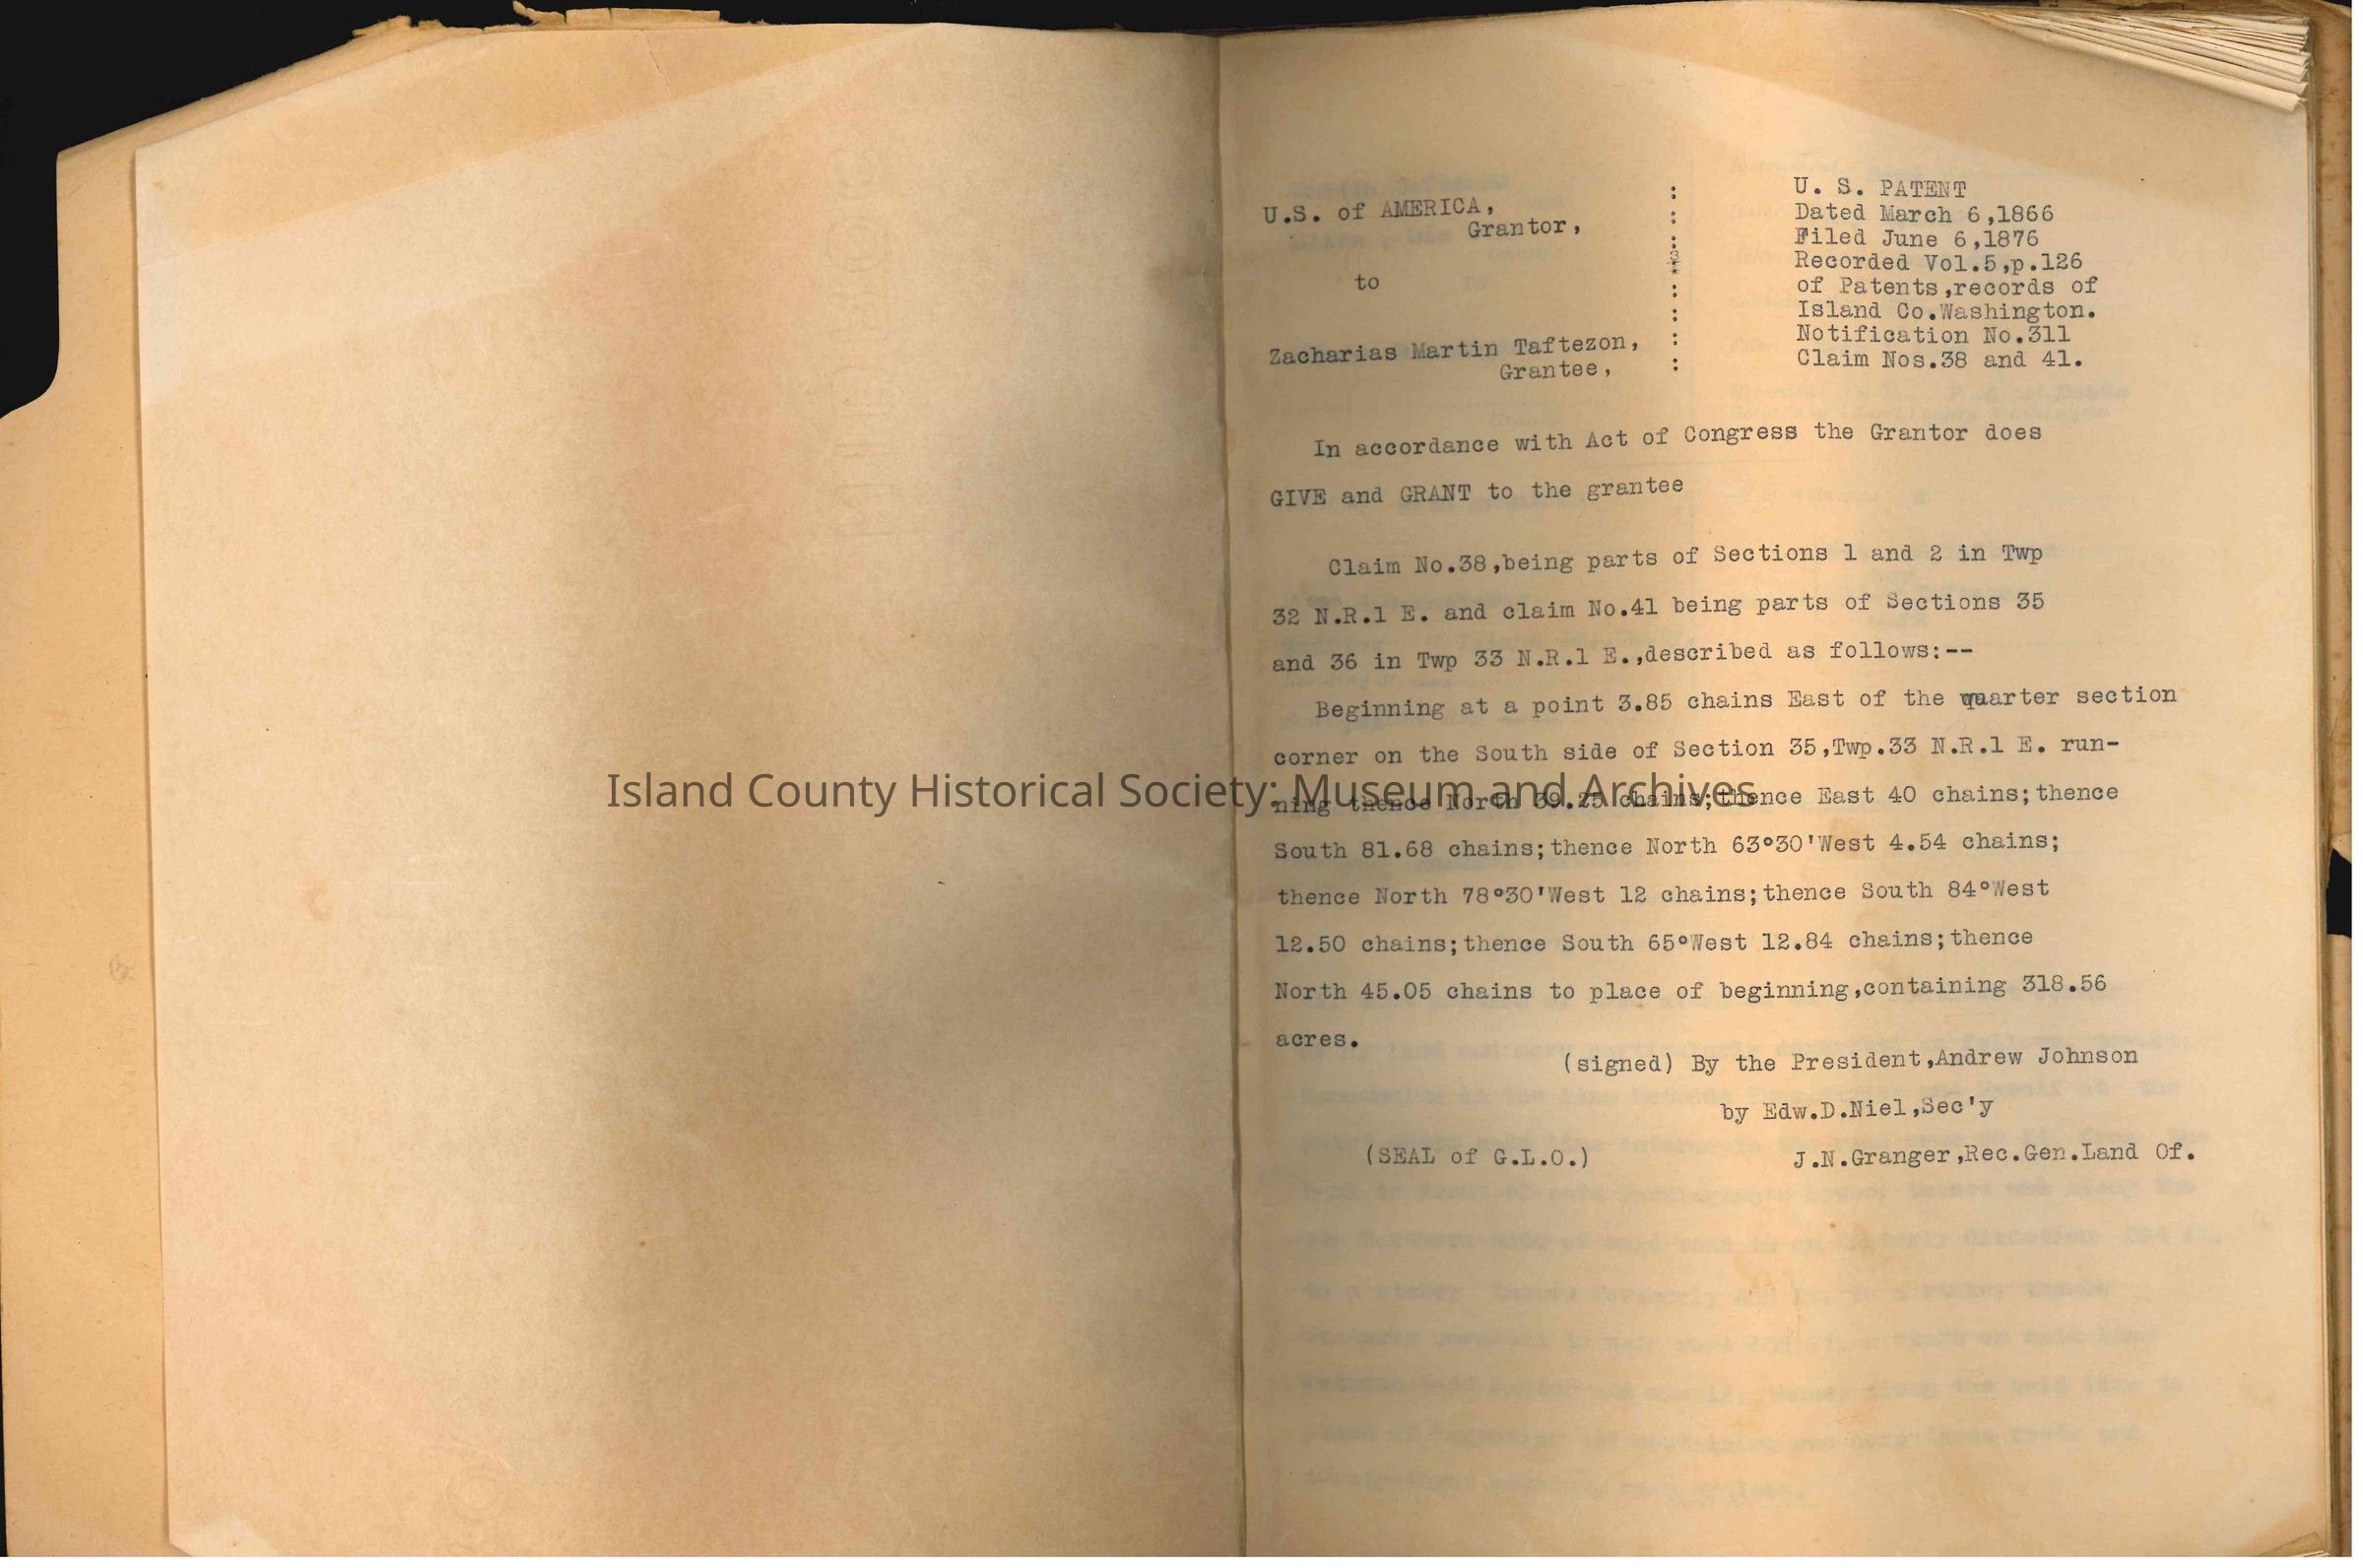 U.S. of AMERICA,
Grantor,
to
Zacharias Martin Taftezon,
Grantee,
:
:
:
:
:
:
:
:
U. S. PATENT
Dated March 6,1866
Filed June 6,1876
Recorded Vol.5,p.126
of Patents,records of
Island Co.Washington.
Notification No.311
Claim Nos.38 and 41.
In accordance with Act of Congress the Grantor does
GIVE and GRANT to the grantee
Claim No.38,being parts of Sections 1 and 2 in Twp
32 N.R.1 E. and claim No.41 being parts of Sections 35
and 36 in Twp 33 N.R.1 E.,described as follows:--
Beginning at a point 3.85 chains East of the quarter section
corner on the South side of Section 35,Twp.33 N.R.1 E. run-
Island County Historical Society: Museum and Archives
ning thence North 39.25 chains;thence East 40 chains;thence
South 81.68 chains;thence North 63°30'West 4.54 chains;
thence North 78°30'West 12 chains;thence South 84°West
12.50 chains;thence South 65°West 12.84 chains;thence
North 45.05 chains to place of beginning,containing 318.56
acres.
(signed) By the President,Andrew Johnson
by Edw.D.Niel,Sec'y
(SEAL of G.L.O.) J.N.Granger,Rec.Gen.Land Of.